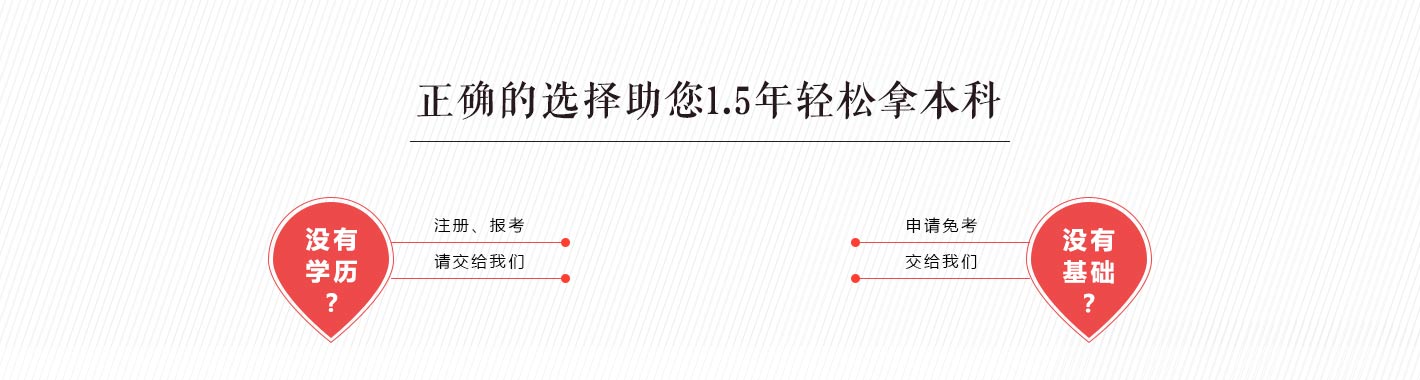 正确的选择助您1.5年轻松拿本科
没有
学历
?
注册、报考
请交给我们
申请免考
交给我们
没有
基础
?